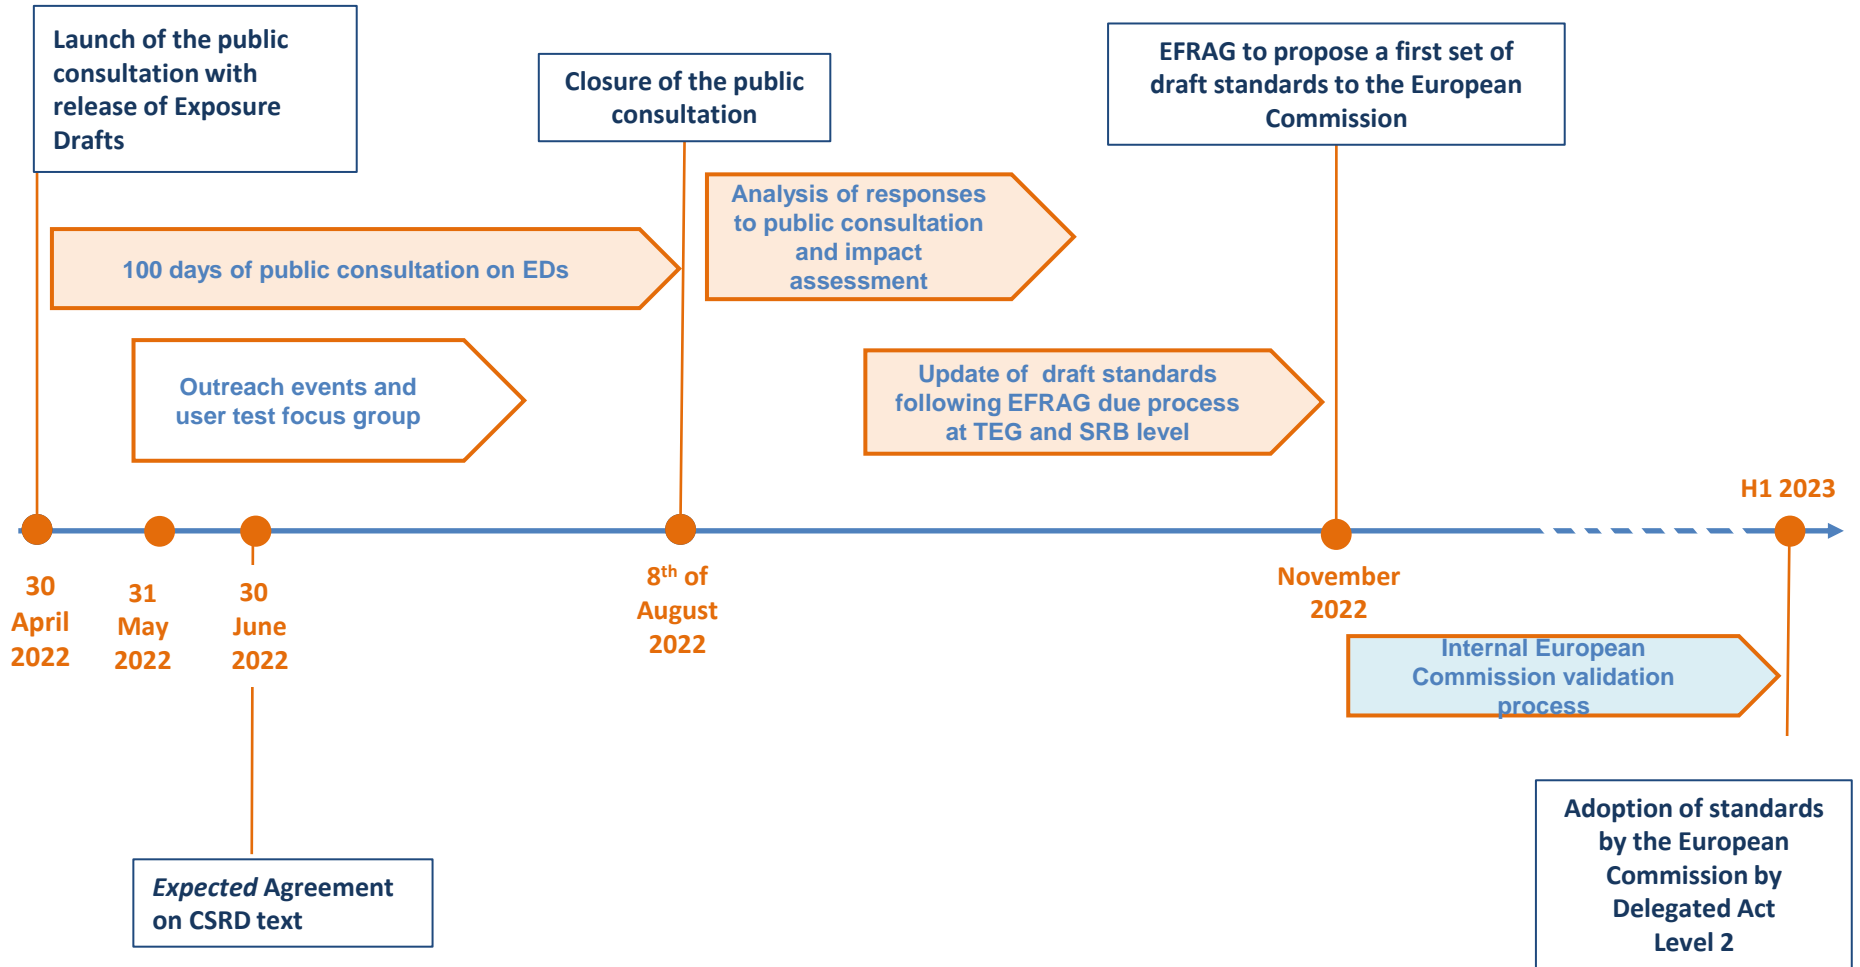 Launch of the public
consultation with
release of Exposure
Drafts
Closure of the public
consultation
EFRAG to propose a first set of
draft standards to the European
Commission
Analysis of responses
to public consultation
and impact
assessment
100 days of public consultation on EDs
Outreach events and
user test focus group
Update of draft standards
following EFRAG due process
at TEG and SRB level
H1 2023
30
April
2022
31
May
2022
30
June
2022
8th of
August
2022
November
2022
Internal European
Commission validation
process
Expected Agreement
on CSRD text
Adoption of standards
by the European
Commission by
Delegated Act
Level 2